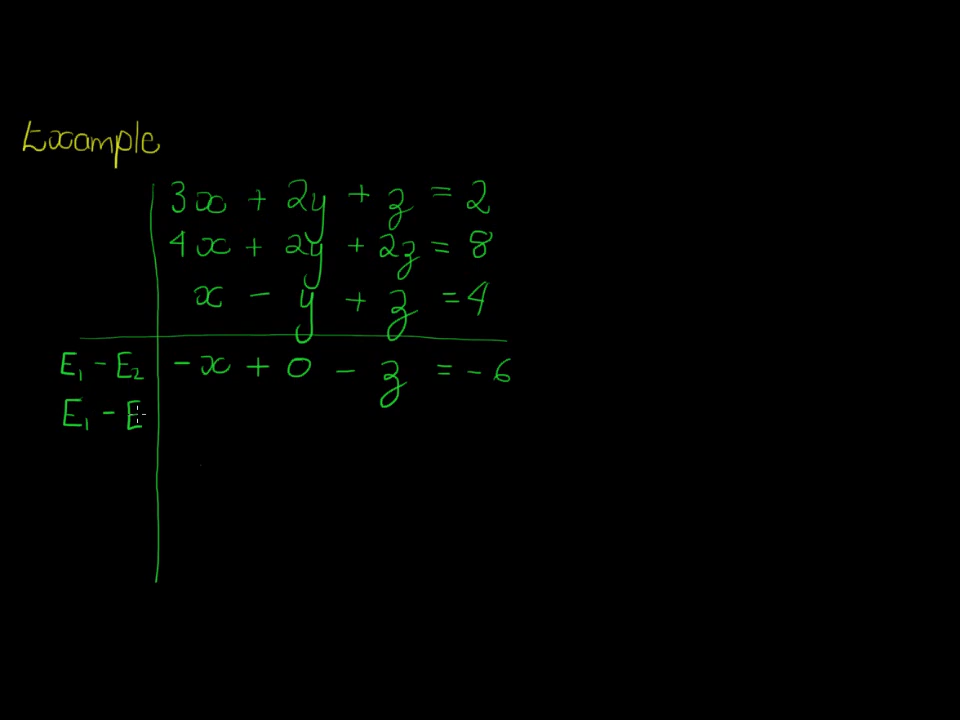 Example
3x + 2y + z = 2
4x + 2y + 2z = 8
x - y + z = 4
E₁ - E₂ -x + 0 - z = -6
E₁ - E